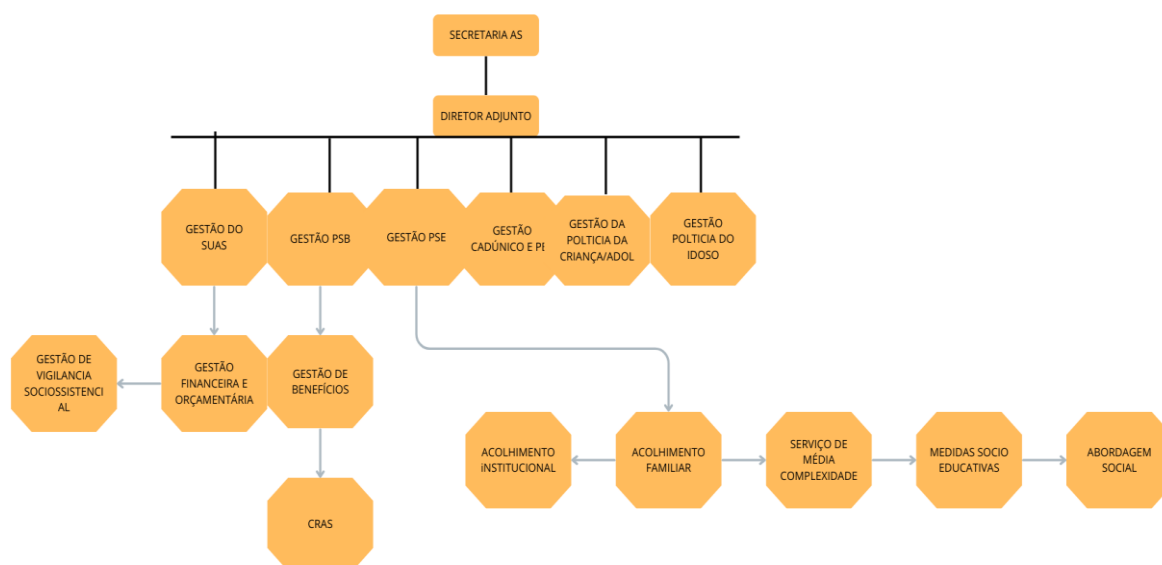 SECRETARIA AS
DIRETOR ADJUNTO
GESTÃO DO
SUAS
GESTÃO PSB
GESTÃO PSE
GESTÃO
CADÚNICO E
GESTÃO DA
POLTICIA DA
CRIANÇA/ADOL
GESTÃO
POLTICIA DO
IDOSO
GESTÃO DE
VIGILANCIA
SOCIOSSISTENCI
AL
GESTÃO
FINANCEIRA E
ORÇAMENTÁRIA
GESTÃO DE
BENEFÍCIOS
CRAS
ACOLHIMENTO
iNSTITUCIONAL
ACOLHIMENTO
FAMILIAR
SERVIÇO DE
MÉDIA
COMPLEXIDADE
MEDIDAS SOCIO
EDUCATIVAS
ABORDAGEM
SOCIAL